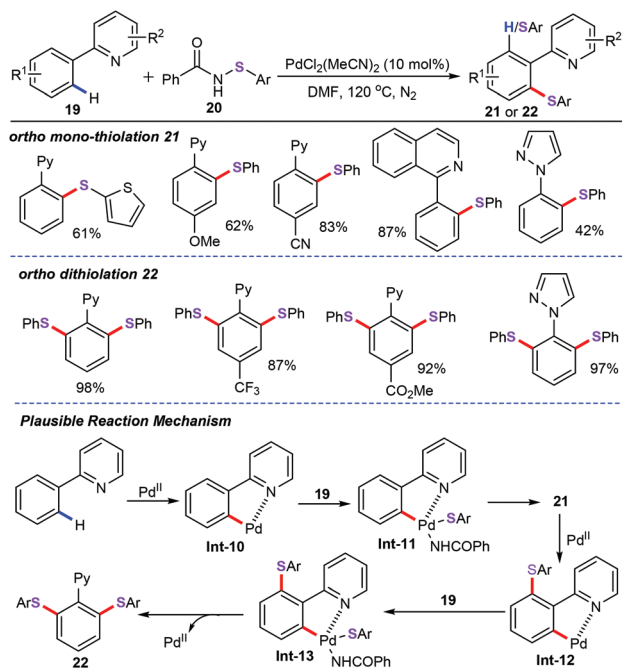 R¹ 19 H N R²
+
Ph O N H S Ar 20
PdCl₂(MeCN)₂ (10 mol%)
DMF, 120 °C, N₂
H/SAr R¹ N R² SAr
21 or 22
ortho mono-thiolation 21
Py S S 61%
Py SPh OMe 62%
Py SPh CN 83%
N SPh 87%
N N SPh 42%
ortho dithiolation 22
PhS Py SPh 98%
PhS Py SPh CF₃ 87%
PhS Py SPh CO₂Me 92%
N N SPh SPh 97%
Plausible Reaction Mechanism
N H
Pdᴵᴵ
N Pd Int-10
19
N Pd SAr NHCOPh Int-11
21
Pdᴵᴵ
SAr N Pd Int-12
19
SAr N Pd SAr NHCOPh Int-13
Pdᴵᴵ
ArS Py SAr 22